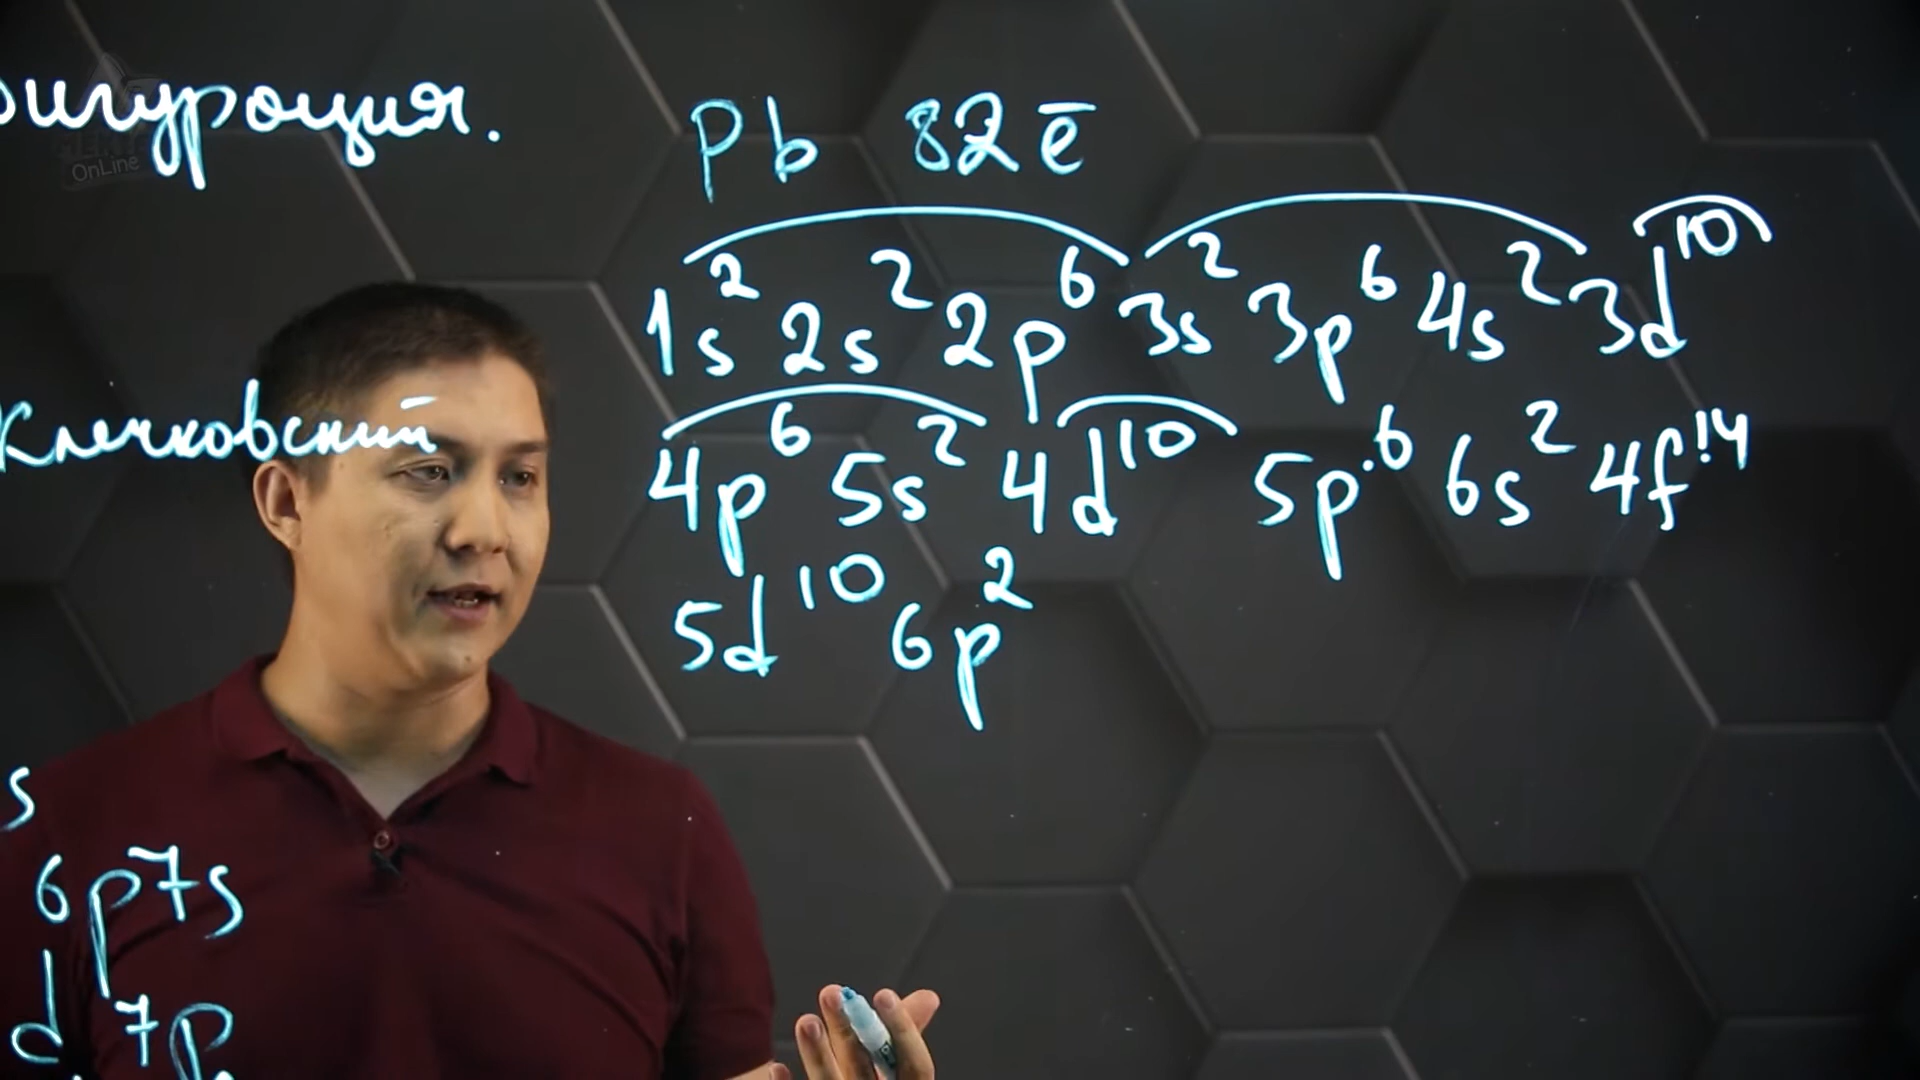 фигурация.
OnLine
Pb 82ē
1s² 2s² 2p⁶ 3s² 3p⁶ 4s² 3d¹⁰
Клечковский
4p⁶ 5s² 4d¹⁰ 5p⁶ 6s² 4f¹⁴
5d¹⁰ 6p²
s
6p7s
d 7p